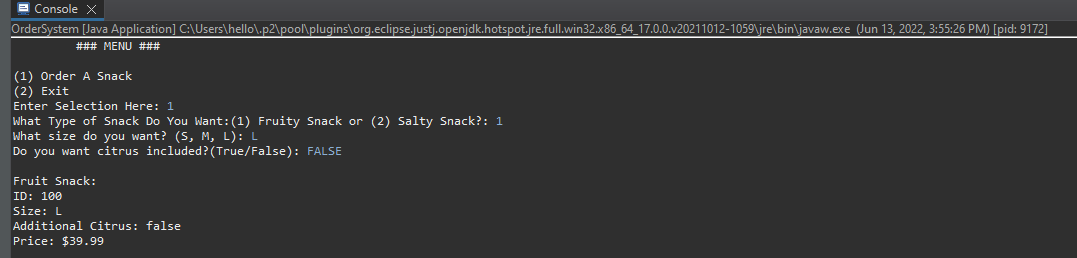 Console
OrderSystem [Java Application] C:\Users\hello\.p2\pool\plugins\org.eclipse.justj.openjdk.hotspot.jre.full.win32.x86_64_17.0.0.v20211012-1059\jre\bin\javaw.exe (Jun 13, 2022, 3:55:26 PM) [pid: 9172]
### MENU ###
(1) Order A Snack
(2) Exit
Enter Selection Here: 1
What Type of Snack Do You Want:(1) Fruity Snack or (2) Salty Snack?: 1
What size do you want? (S, M, L): L
Do you want citrus included?(True/False): FALSE
Fruit Snack:
ID: 100
Size: L
Additional Citrus: false
Price: $39.99